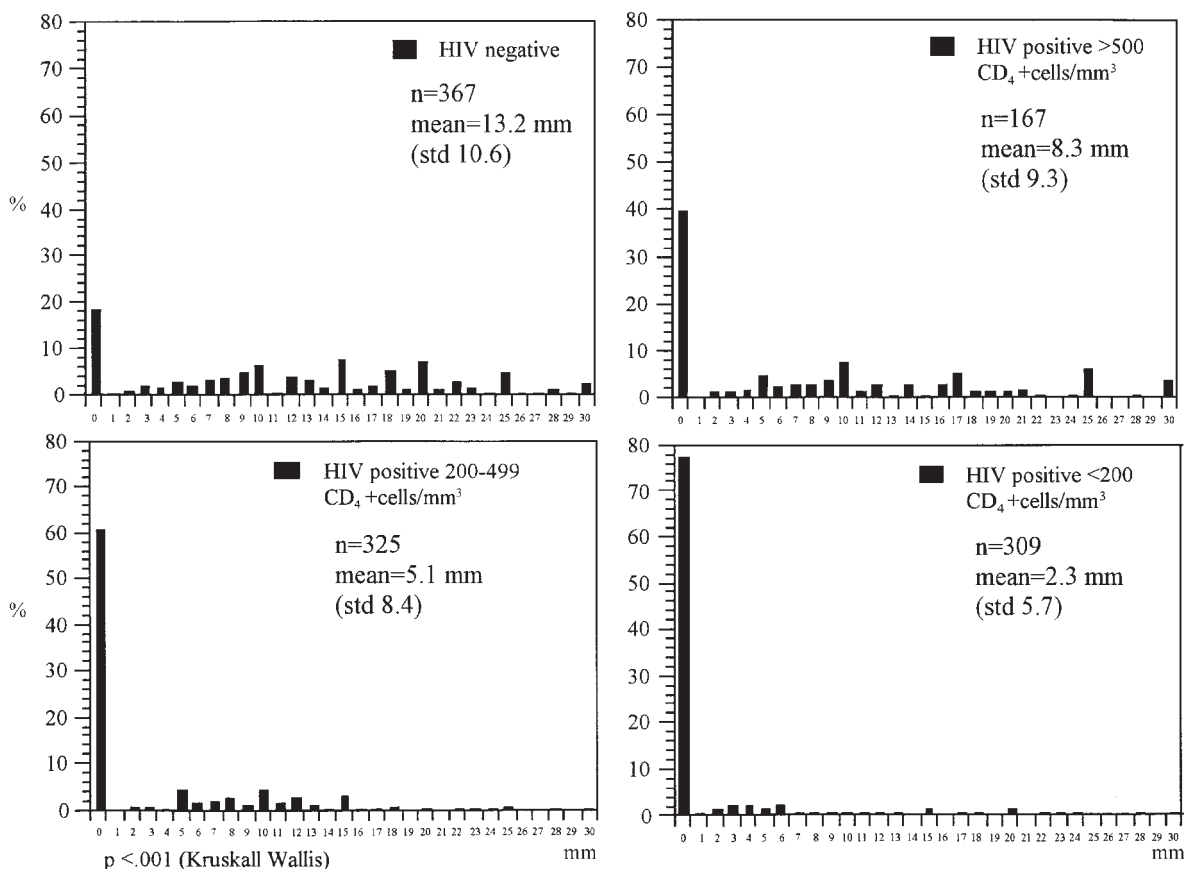 80
70
60
50
40
30
20
10
0
%
HIV negative
n=367
mean=13.2 mm
(std 10.6)
0 1 2 3 4 5 6 7 8 9 10 11 12 13 14 15 16 17 18 19 20 21 22 23 24 25 26 27 28 29 30
80
70
60
50
40
30
20
10
0
HIV positive >500
CD₄ +cells/mm³
n=167
mean=8.3 mm
(std 9.3)
0 1 2 3 4 5 6 7 8 9 10 11 12 13 14 15 16 17 18 19 20 21 22 23 24 25 26 27 28 29 30
80
70
60
50
40
30
20
10
0
%
HIV positive 200-499
CD₄ +cells/mm³
n=325
mean=5.1 mm
(std 8.4)
0 1 2 3 4 5 6 7 8 9 10 11 12 13 14 15 16 17 18 19 20 21 22 23 24 25 26 27 28 29 30
p <.001 (Kruskall Wallis)
mm
80
70
60
50
40
30
20
10
0
HIV positive <200
CD₄ +cells/mm³
n=309
mean=2.3 mm
(std 5.7)
0 1 2 3 4 5 6 7 8 9 10 11 12 13 14 15 16 17 18 19 20 21 22 23 24 25 26 27 28 29 30
mm